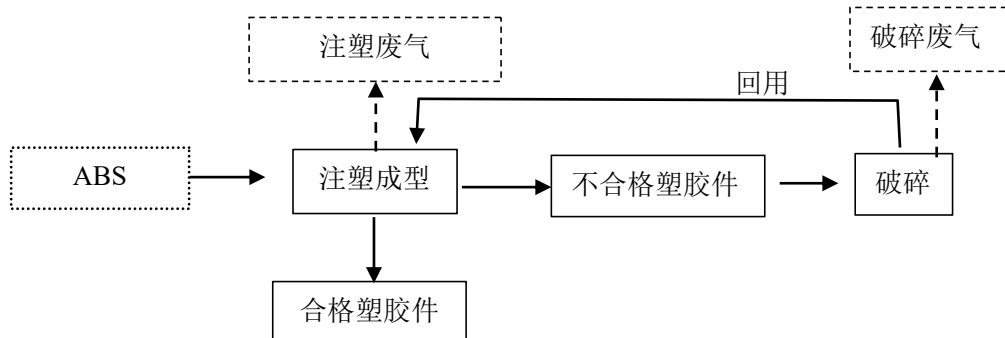 注塑废气
破碎废气
回用
ABS
注塑成型
不合格塑胶件
破碎
合格塑胶件